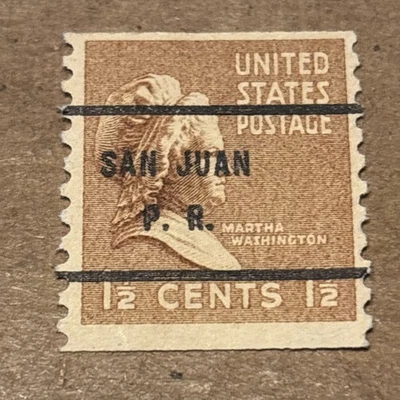 UNITED
STATES
POSTAGE
SAN JUAN
P. R.
MARTHA
WASHINGTON
1½ CENTS 1½